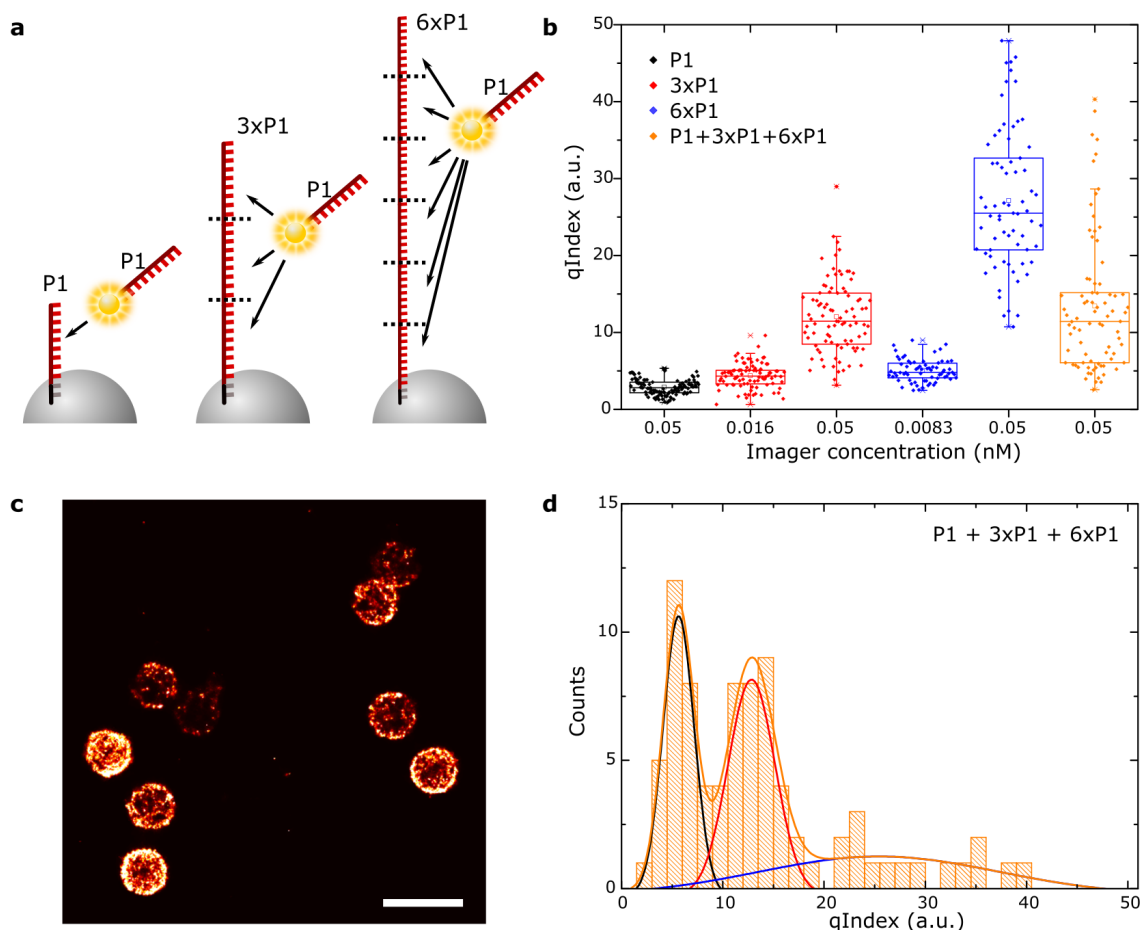 a
6xP1
P1
3xP1
P1
P1
P1
b
50
40
30
20
10
0
qIndex (a.u.)
P1
3xP1
6xP1
P1+3xP1+6xP1
0.05 0.016 0.05 0.0083 0.05 0.05
Imager concentration (nM)
c
d
15
10
5
0
Counts
P1 + 3xP1 + 6xP1
0 10 20 30 40 50
qIndex (a.u.)